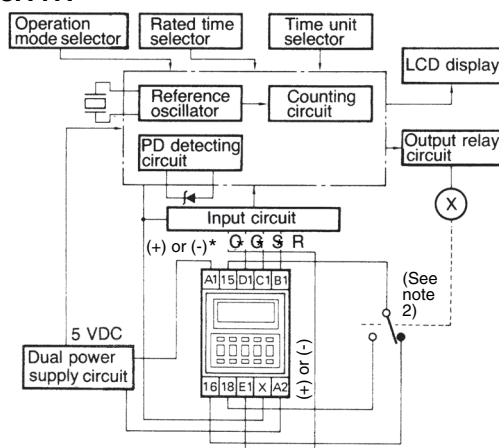 Operation
mode selector
Rated time
selector
Time unit
selector
LCD display
Reference
oscillator
Counting
circuit
PD detecting
circuit
Output relay
circuit
X
Input circuit
(+) or (-)* O G S R
A1 15 D1 C1 B1
(See
note
2)
5 VDC
Dual power
supply circuit
(+) or (-)
16 18 E1 X A2